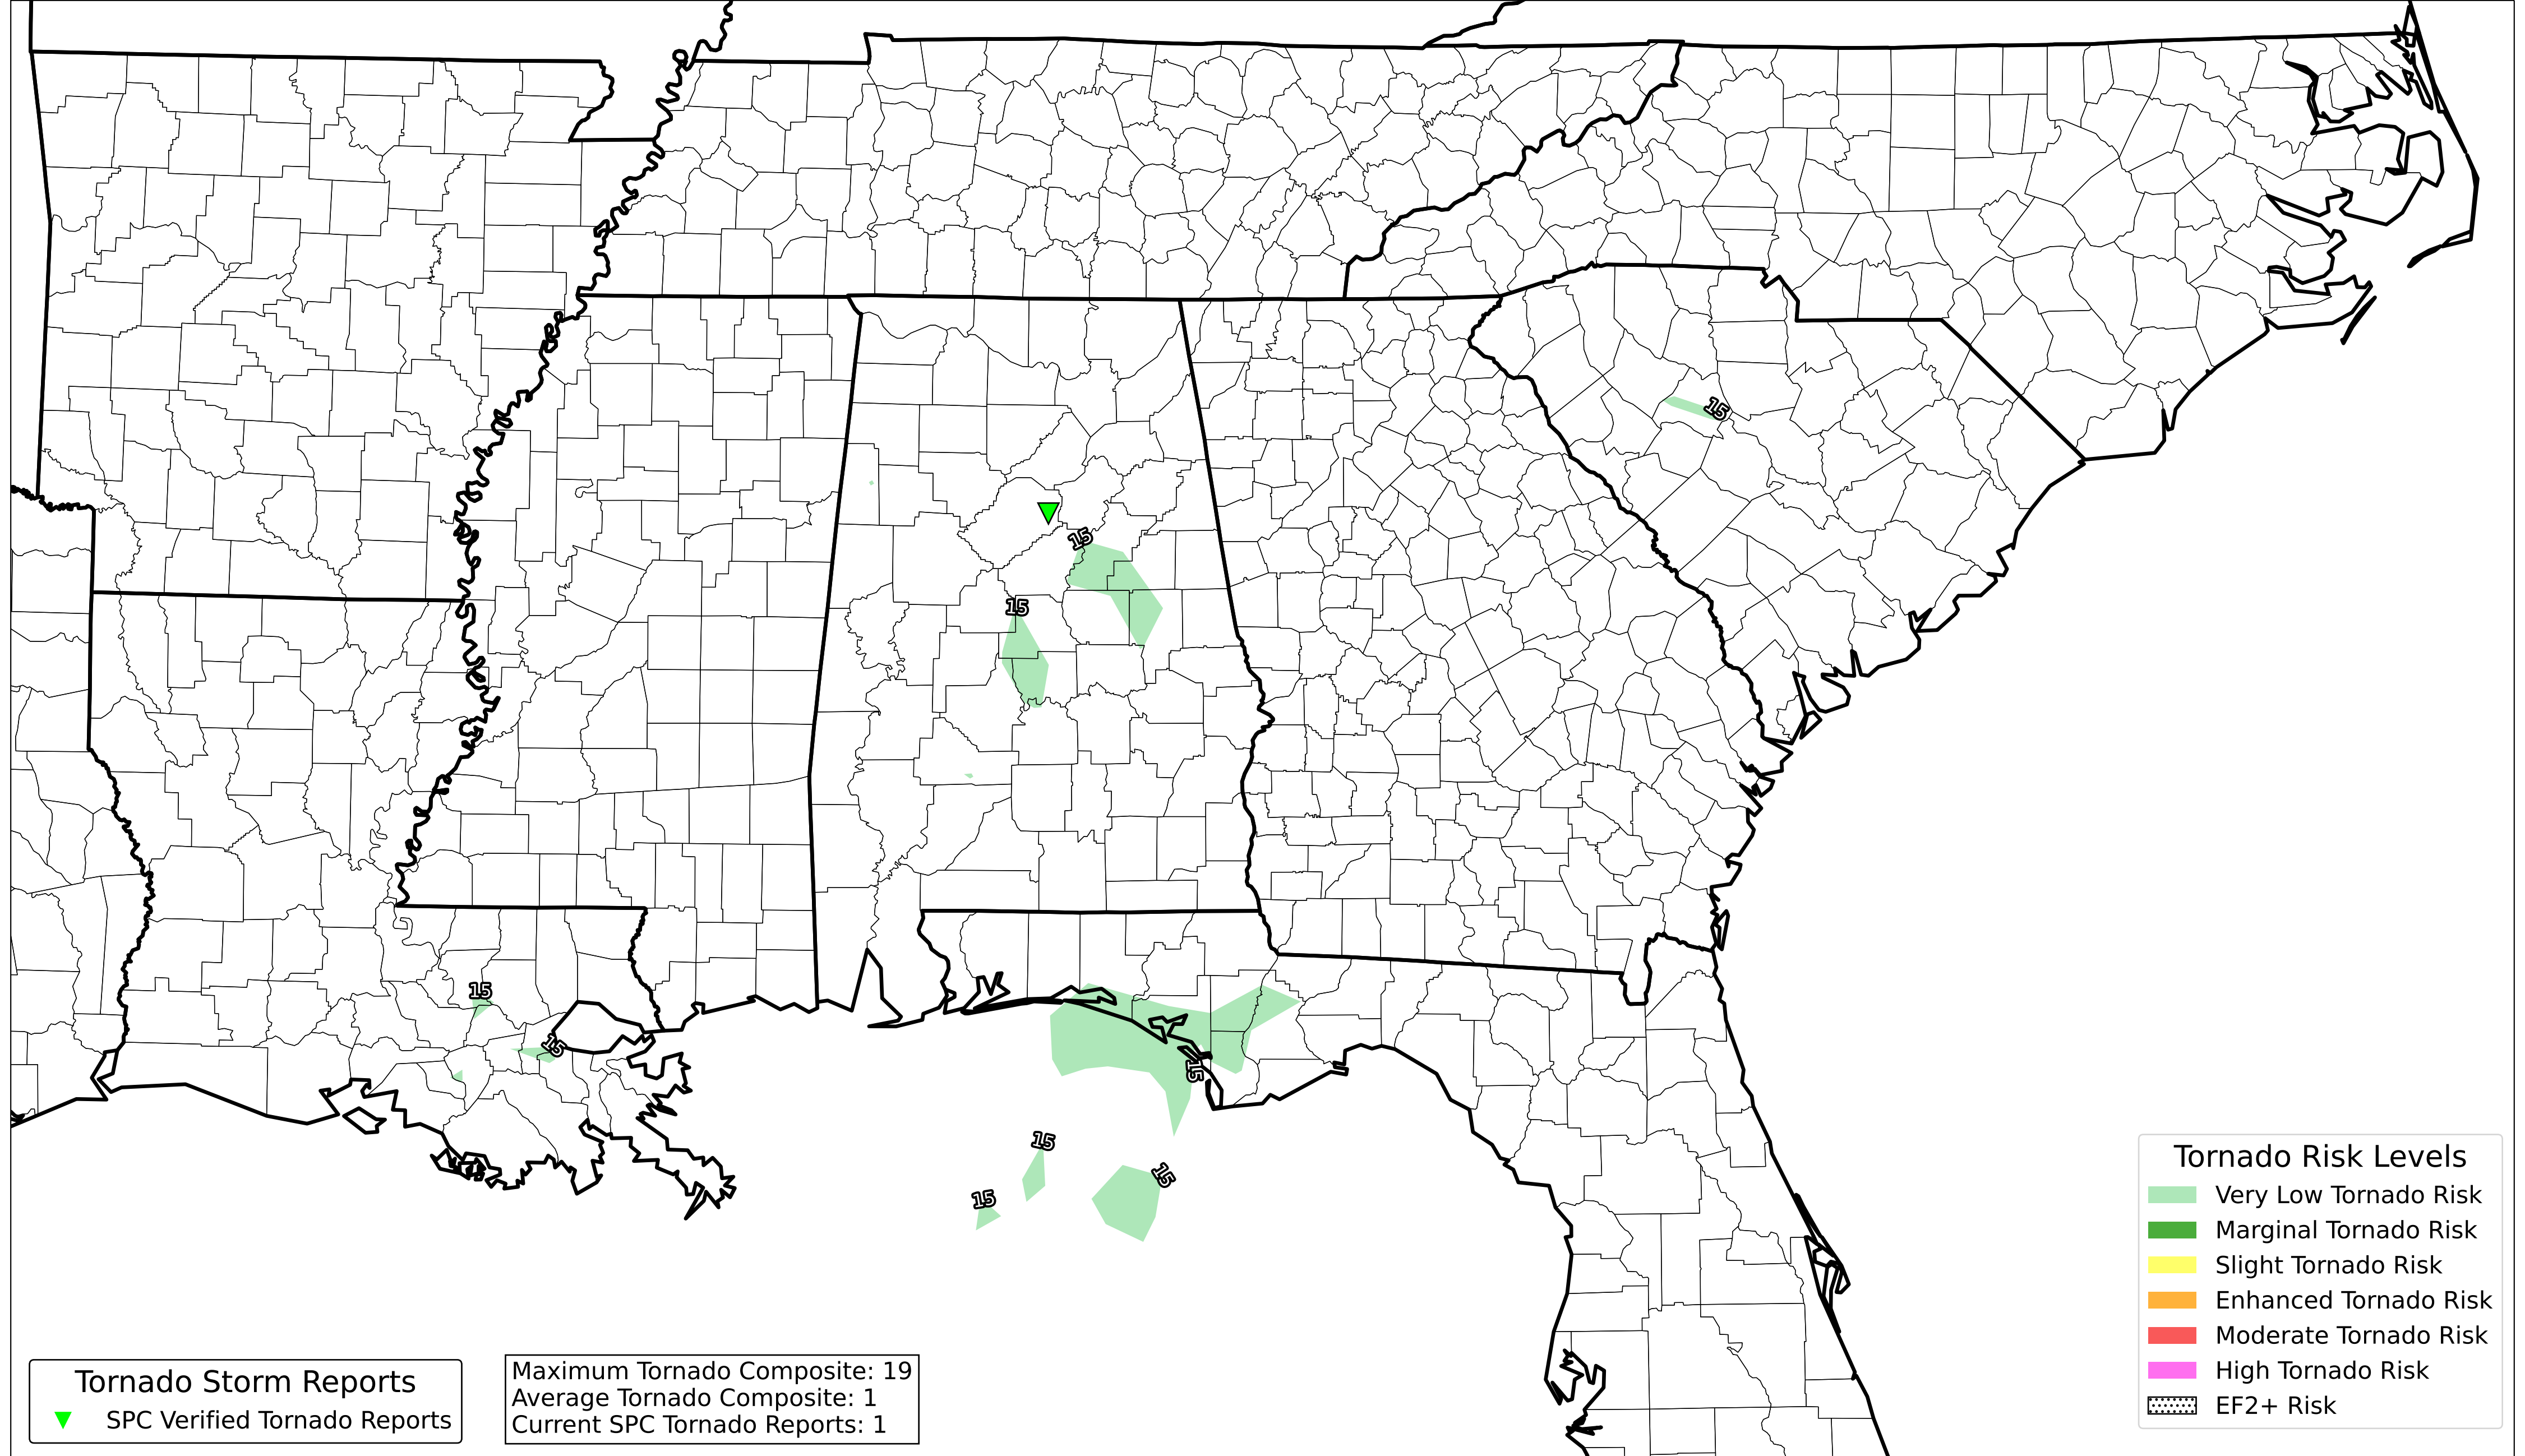 15
15
15
15
15
15
15
15
15
Tornado Risk Levels
Very Low Tornado Risk
Marginal Tornado Risk
Slight Tornado Risk
Enhanced Tornado Risk
Moderate Tornado Risk
High Tornado Risk
EF2+ Risk
Tornado Storm Reports
SPC Verified Tornado Reports
Maximum Tornado Composite: 19
Average Tornado Composite: 1
Current SPC Tornado Reports: 1